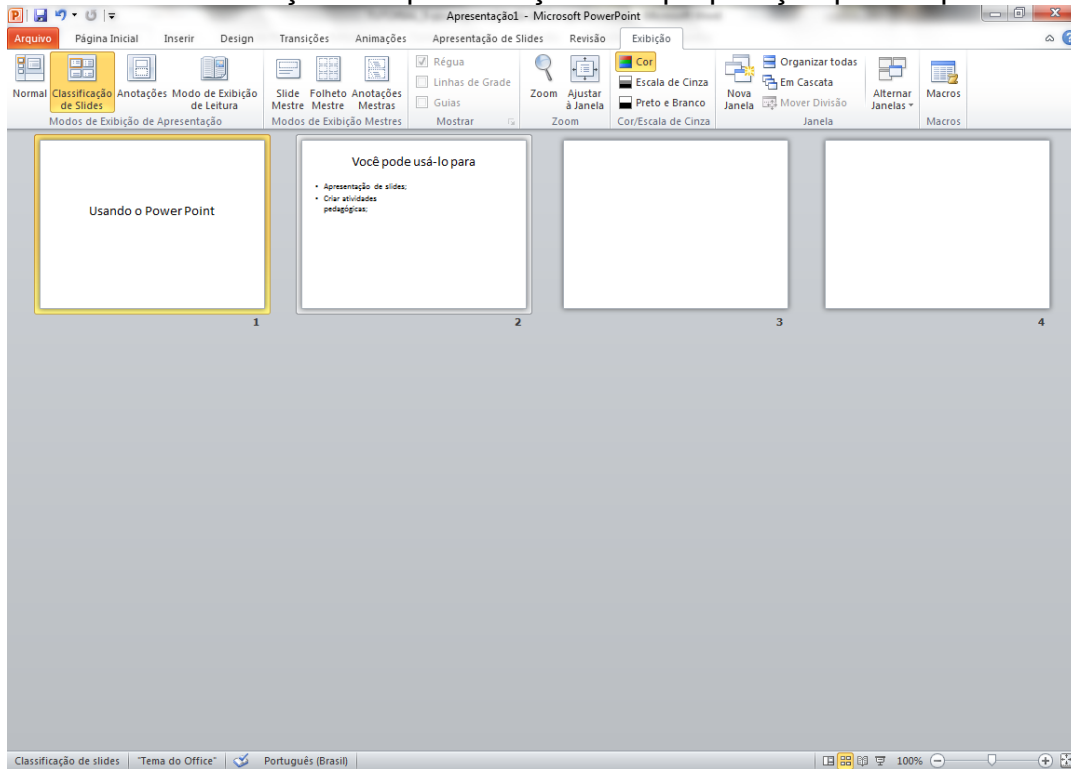 Apresentação1 - Microsoft PowerPoint
Arquivo Página Inicial Inserir Design Transições Animações Apresentação de Slides Revisão Exibição
Normal Classificação de Slides Anotações Modo de Exibição de Leitura
Modos de Exibição de Apresentação
Slide Mestre Folheto Mestre Anotações Mestras
Modos de Exibição Mestres
Régua
Linhas de Grade
Guias
Mostrar
Zoom Ajustar à Janela
Zoom
Cor
Escala de Cinza
Preto e Branco
Cor/Escala de Cinza
Nova Janela
Organizar todas
Em Cascata
Mover Divisão
Alternar Janelas
Janela
Macros
Macros
Usando o Power Point
1
Você pode usá-lo para
• Apresentação de slides;
• Criar atividades
pedagógicas;
2
3
4
Classificação de slides "Tema do Office" Português (Brasil) 100%